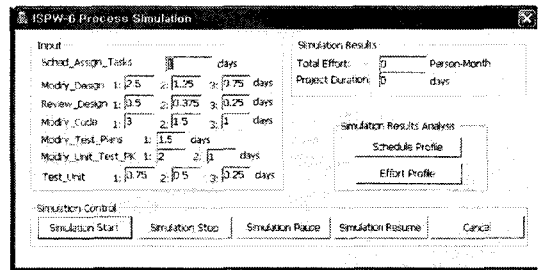 ISPW-6 Process Simulation
Input
Sched_Assign_Tasks days
Modify_Design 1: 2.5 2: 1.25 3: 0.75 days
Review_Design 1: 0.5 2: 0.375 3: 0.25 days
Modify_Code 1: 3 2: 1.5 3: 1 days
Modify_Test_Plans 1: 1.5 days
Modify_Unit_Test_PK 1: 2 2: 1 days
Test_Unit 1: 0.75 2: 0.5 3: 0.25 days
Simulation Results
Total Effort: 0 Person-Month
Project Duration: 0 days
Simulation Results Analysis
Schedule Profile
Effort Profile
Simulation Control
Simulation Start Simulation Stop Simulation Pause Simulation Resume Cancel